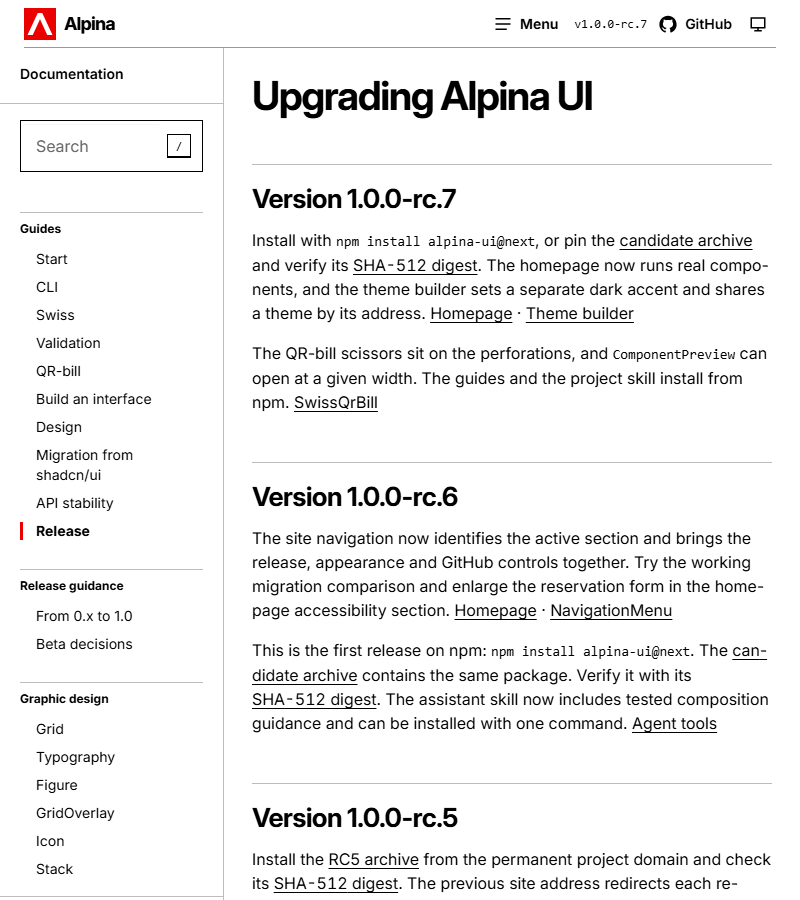 Alpina
Menu
v1.0.0-rc.7
GitHub
Documentation
Search
/
Guides
Start
CLI
Swiss
Validation
QR-bill
Build an interface
Design
Migration from
shadcn/ui
API stability
Release
Release guidance
From 0.x to 1.0
Beta decisions
Graphic design
Grid
Typography
Figure
GridOverlay
Icon
Stack
Upgrading Alpina UI
Version 1.0.0-rc.7
Install with npm install alpina-ui@next, or pin the candidate archive
and verify its SHA-512 digest. The homepage now runs real compo-
nents, and the theme builder sets a separate dark accent and shares
a theme by its address. Homepage · Theme builder
The QR-bill scissors sit on the perforations, and ComponentPreview can
open at a given width. The guides and the project skill install from
npm. SwissQrBill
Version 1.0.0-rc.6
The site navigation now identifies the active section and brings the
release, appearance and GitHub controls together. Try the working
migration comparison and enlarge the reservation form in the home-
page accessibility section. Homepage · NavigationMenu
This is the first release on npm: npm install alpina-ui@next. The can-
didate archive contains the same package. Verify it with its
SHA-512 digest. The assistant skill now includes tested composition
guidance and can be installed with one command. Agent tools
Version 1.0.0-rc.5
Install the RC5 archive from the permanent project domain and check
its SHA-512 digest. The previous site address redirects each re-